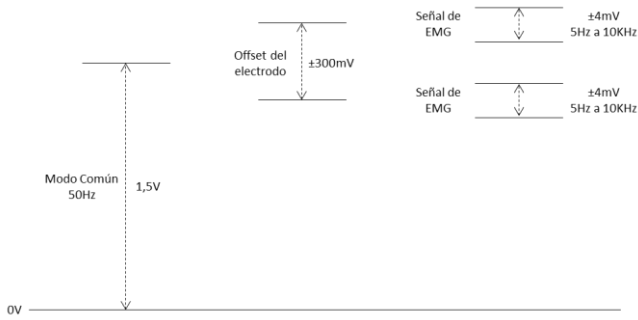 Señal de
EMG
±4mV
5Hz a 10KHz
Offset del
electrodo
±300mV
Señal de
EMG
±4mV
5Hz a 10KHz
Modo Común
50Hz
1,5V
0V